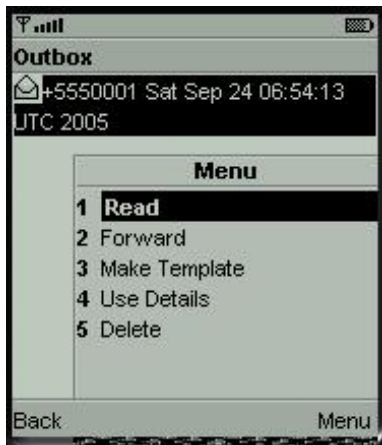 Outbox
+5550001 Sat Sep 24 06:54:13
UTC 2005
Menu
1 Read
2 Forward
3 Make Template
4 Use Details
5 Delete
Back Menu